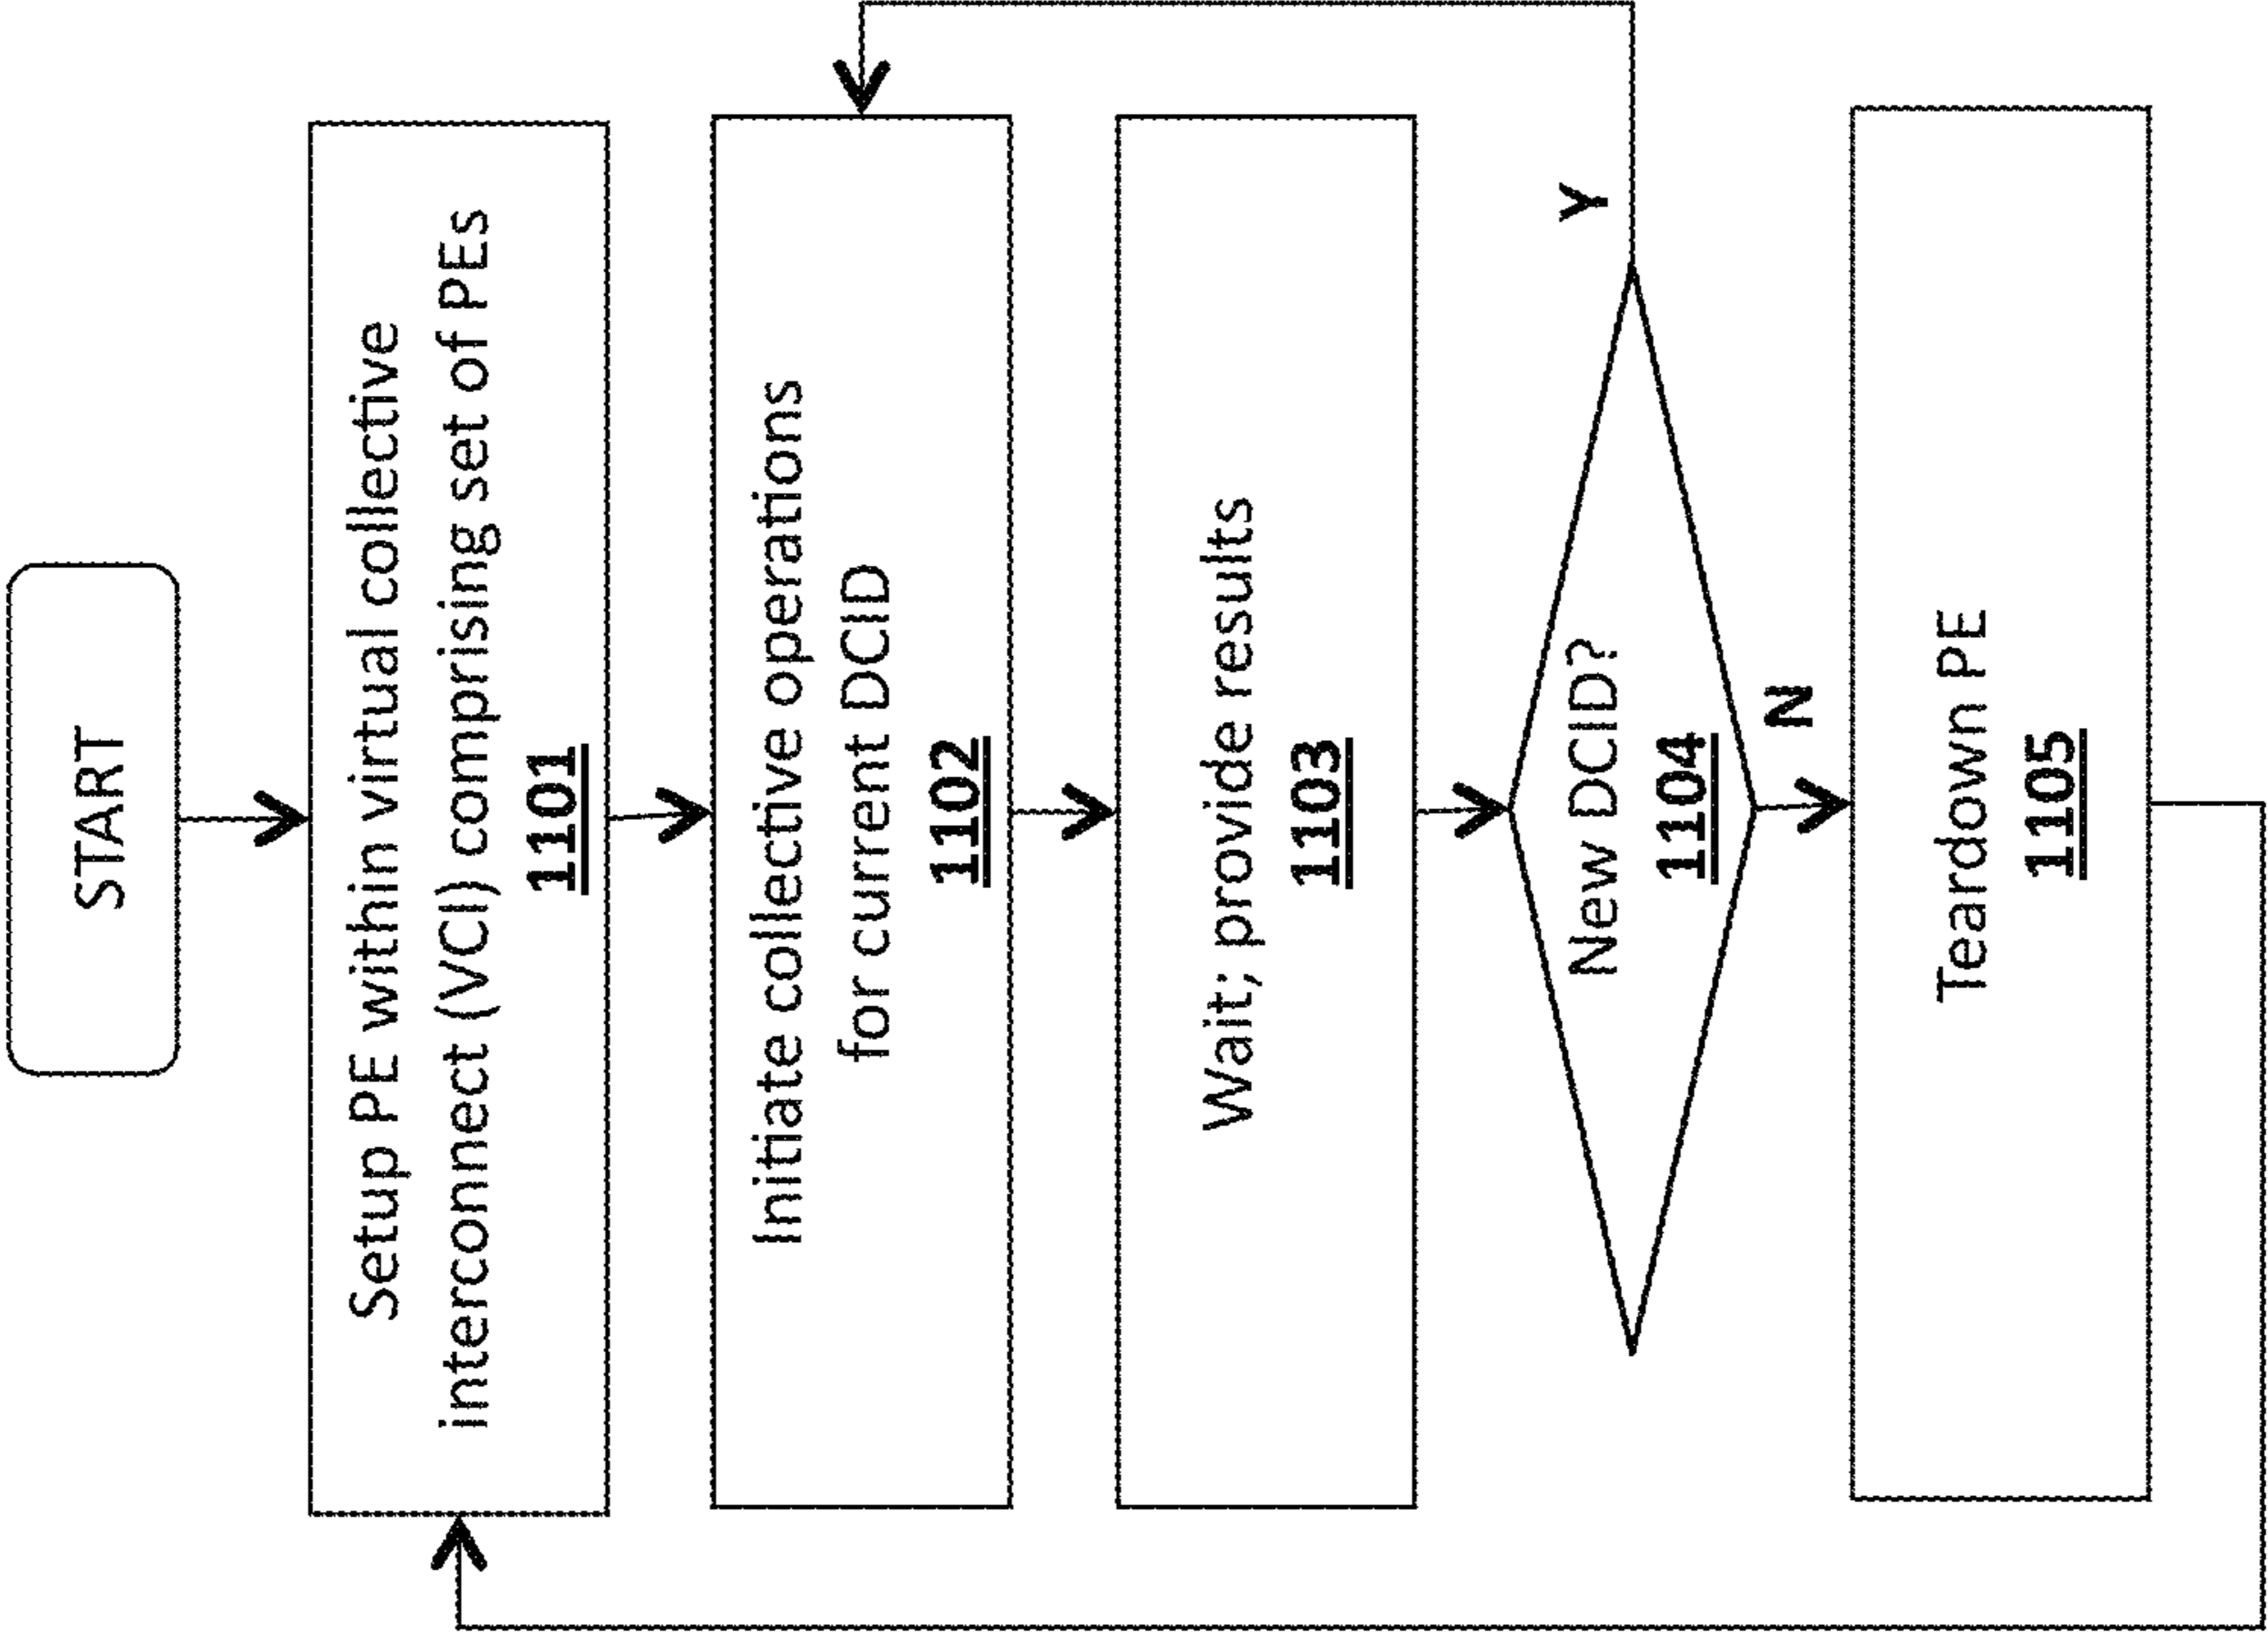 START
Setup PE within virtual collective
interconnect (VCI) comprising set of PEs
1101
Initiate collective operations
for current DCID
1102
Wait; provide results
1103
New DCID?
1104
Y
N
Teardown PE
1105